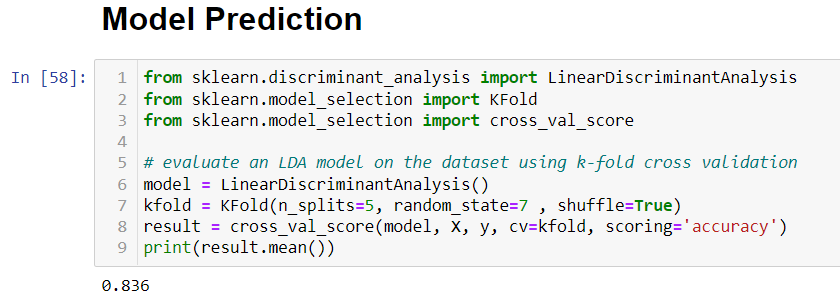 Model Prediction
In [58]:
1 from sklearn.discriminant_analysis import LinearDiscriminantAnalysis
2 from sklearn.model_selection import KFold
3 from sklearn.model_selection import cross_val_score
4
5 # evaluate an LDA model on the dataset using k-fold cross validation
6 model = LinearDiscriminantAnalysis()
7 kfold = KFold(n_splits=5, random_state=7 , shuffle=True)
8 result = cross_val_score(model, X, y, cv=kfold, scoring='accuracy')
9 print(result.mean())
0.836